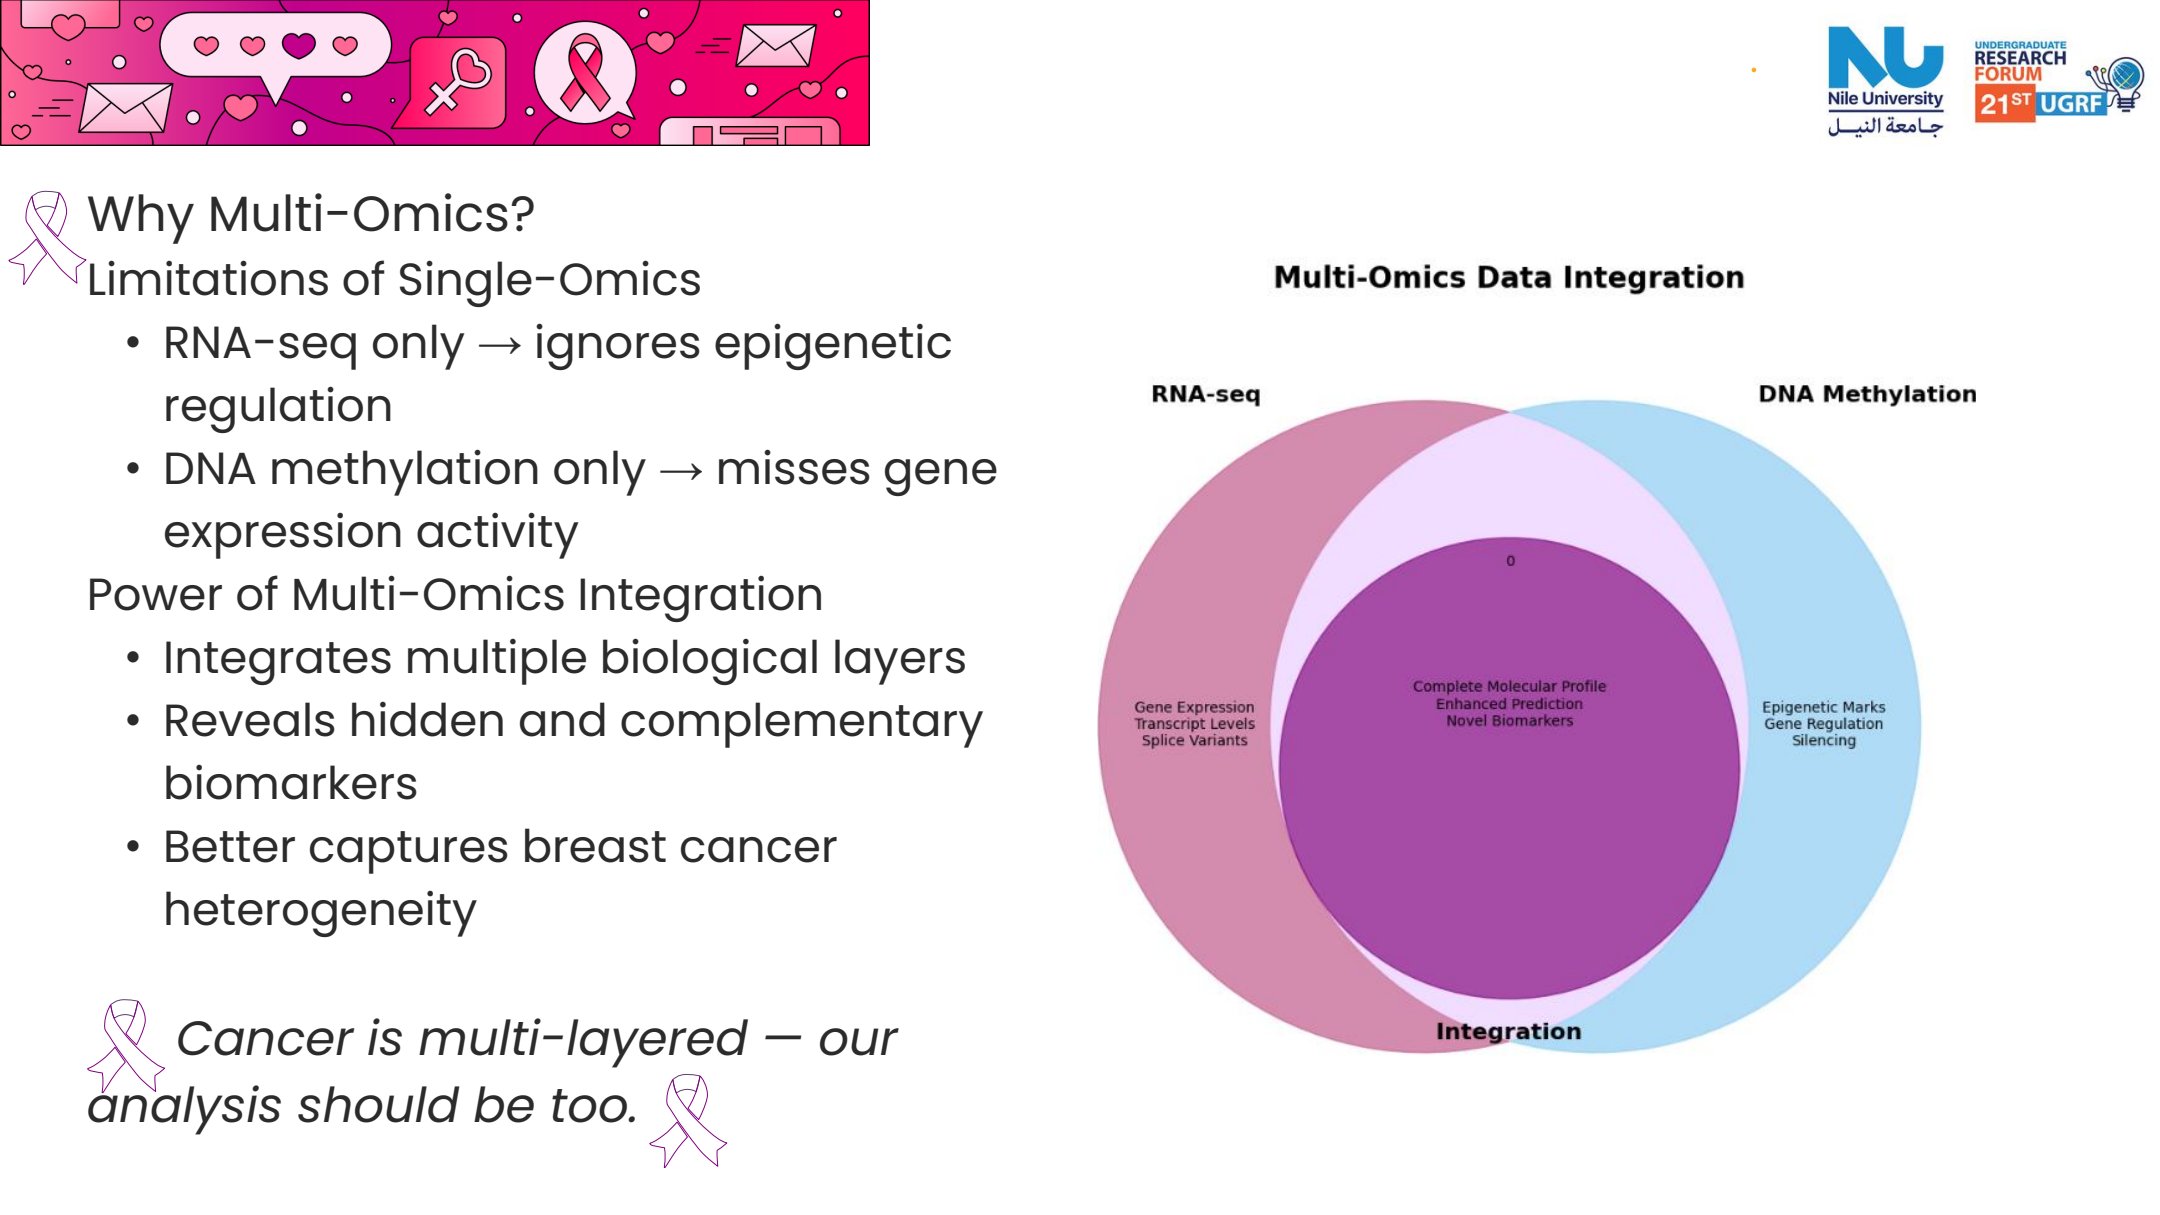 Nile University
جامعة النيل
UNDERGRADUATE
RESEARCH
FORUM
21ST UGRF
Why Multi-Omics?
Limitations of Single-Omics
• RNA-seq only → ignores epigenetic
regulation
• DNA methylation only → misses gene
expression activity
Power of Multi-Omics Integration
• Integrates multiple biological layers
• Reveals hidden and complementary
biomarkers
• Better captures breast cancer
heterogeneity
Cancer is multi-layered — our
analysis should be too.
Multi-Omics Data Integration
RNA-seq
DNA Methylation
0
Gene Expression
Transcript Levels
Splice Variants
Complete Molecular Profile
Enhanced Prediction
Novel Biomarkers
Epigenetic Marks
Gene Regulation
Silencing
Integration